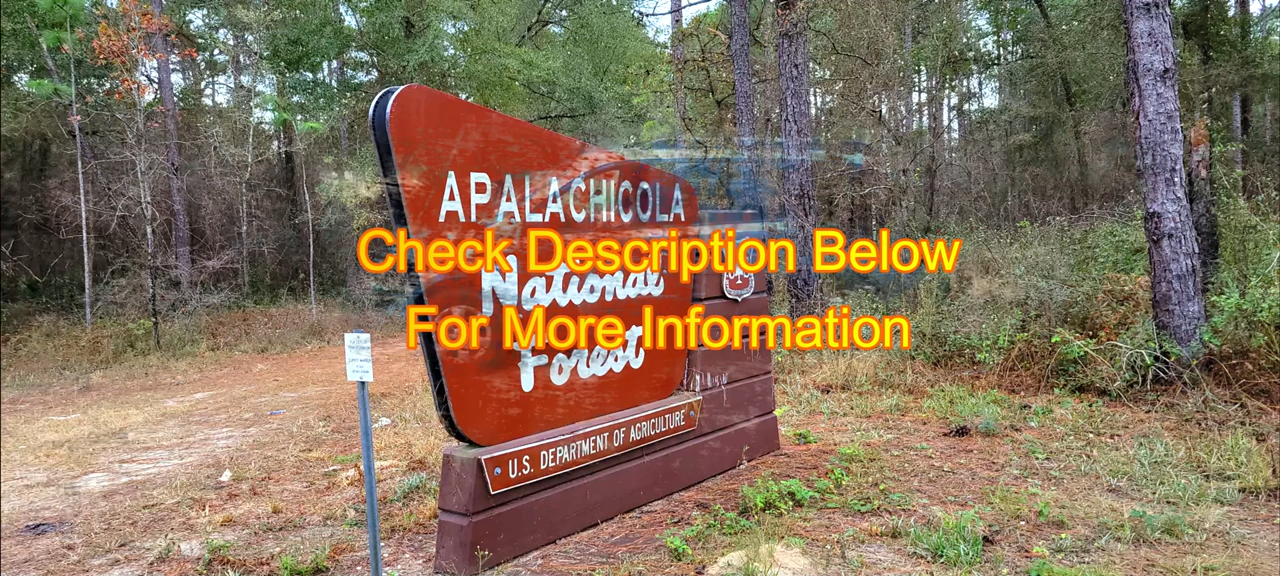 APALACHICOLA
Check Description Below
National
For More Information
Forest
U.S. DEPARTMENT OF AGRICULTURE